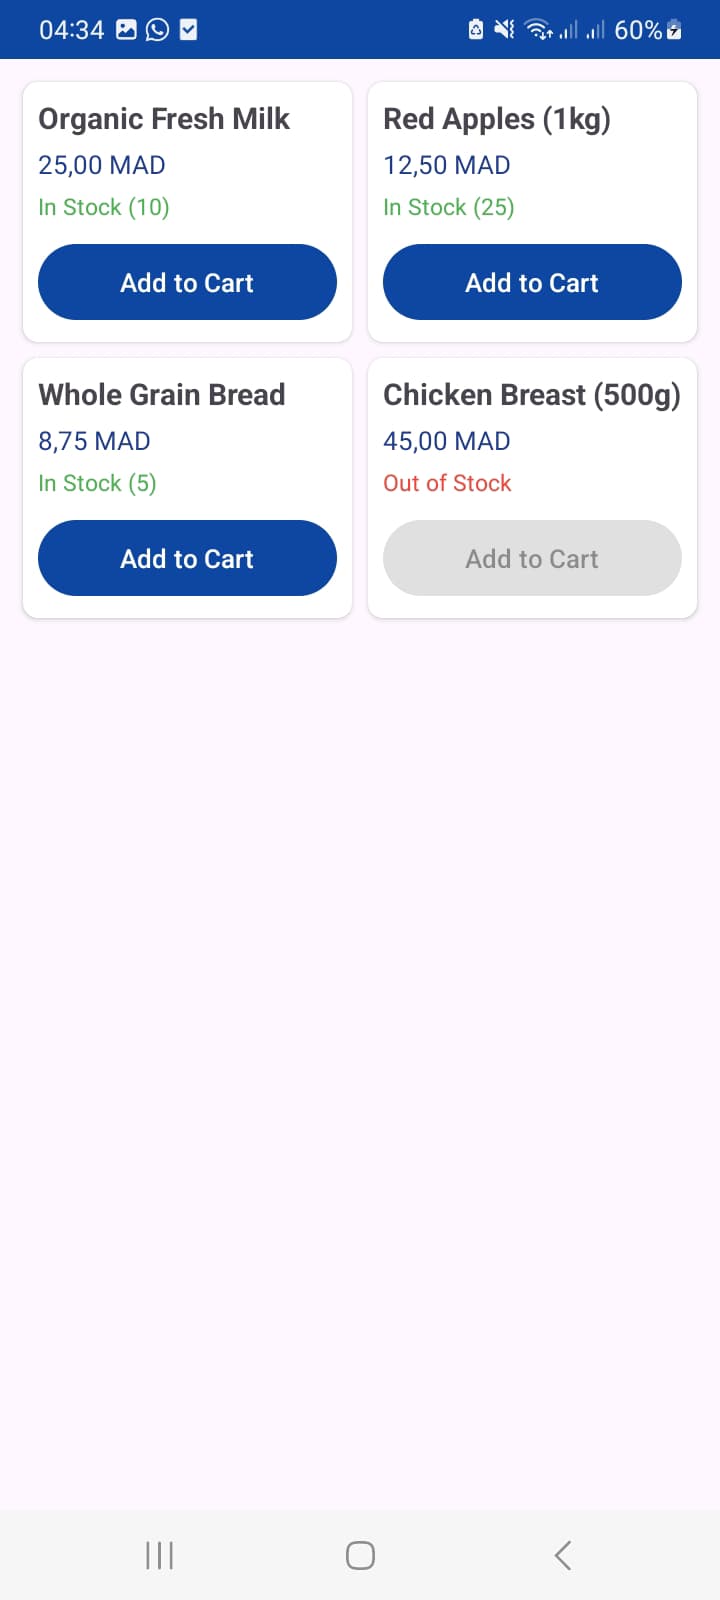 04:34 60%
Organic Fresh Milk
25,00 MAD
In Stock (10)
Add to Cart
Red Apples (1kg)
12,50 MAD
In Stock (25)
Add to Cart
Whole Grain Bread
8,75 MAD
In Stock (5)
Add to Cart
Chicken Breast (500g)
45,00 MAD
Out of Stock
Add to Cart